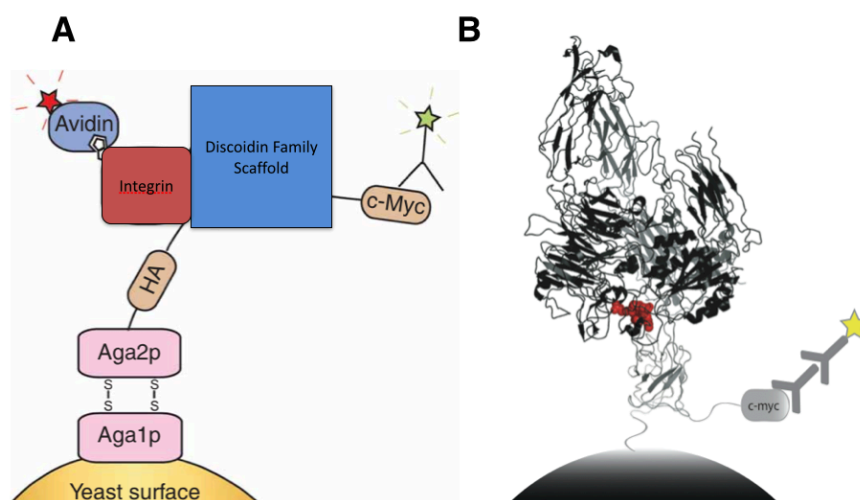 A
B
Avidin
Integrin
Discoidin Family
Scaffold
c-Myc
HA
Aga2p
S S
S S
Aga1p
Yeast surface
c-myc